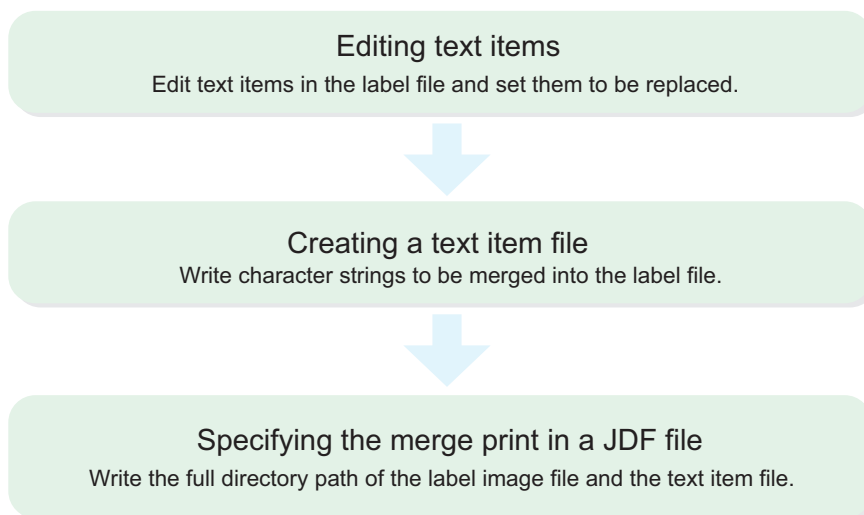 Editing text items
Edit text items in the label file and set them to be replaced.
Creating a text item file
Write character strings to be merged into the label file.
Specifying the merge print in a JDF file
Write the full directory path of the label image file and the text item file.